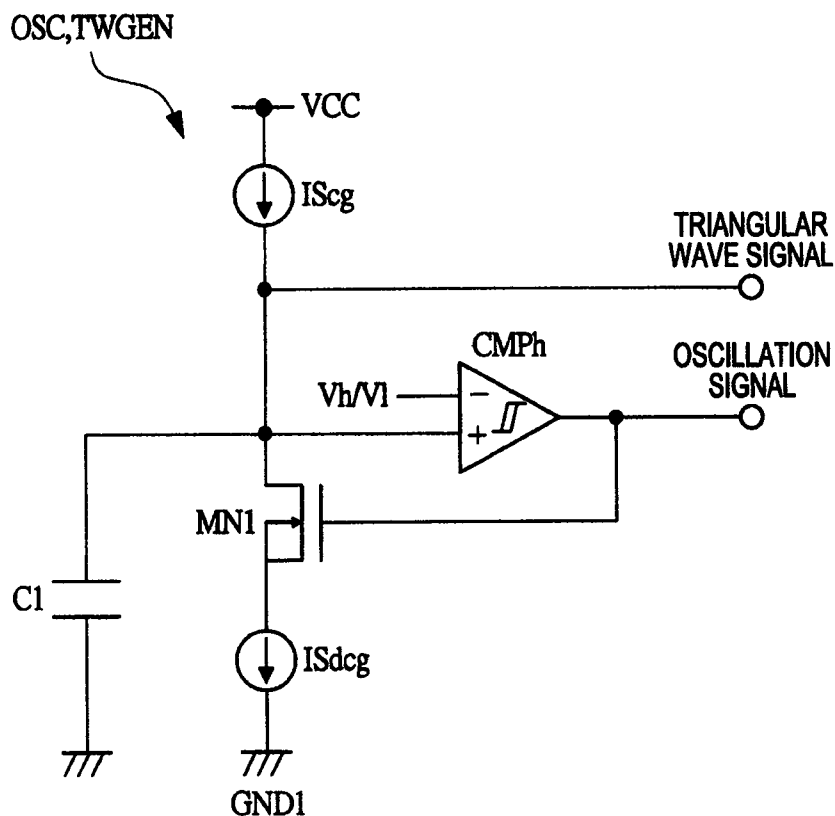 OSC,TWGEN
VCC
IScg
TRIANGULAR
WAVE SIGNAL
CMPh
OSCILLATION
SIGNAL
Vh/Vl
−
+
MN1
C1
ISdcg
GND1